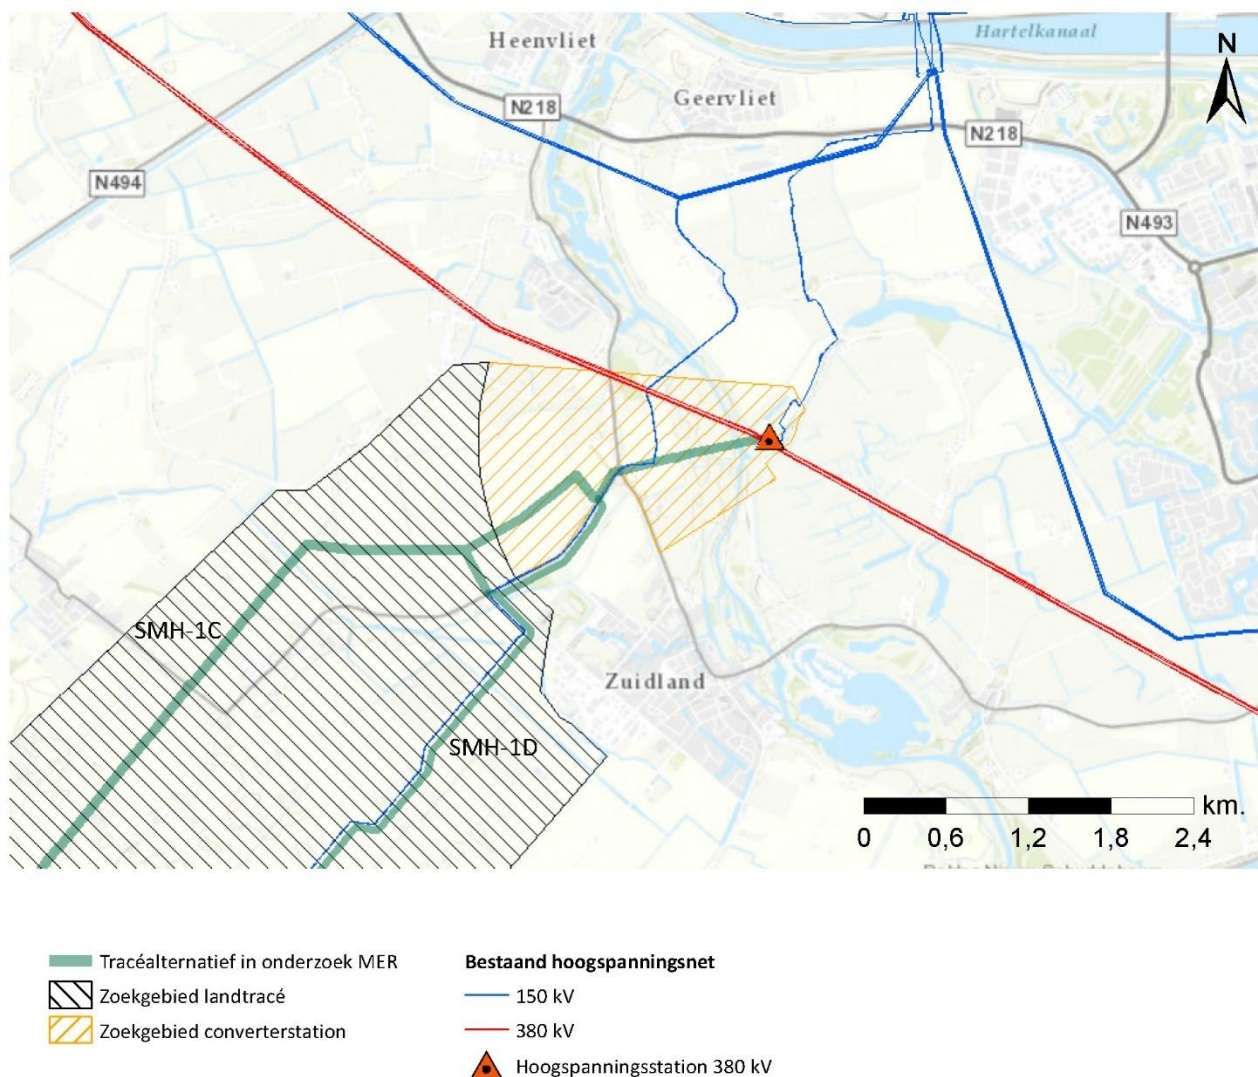 Hartelkanaal
N
Heenvliet
Geervliet
N218
N218
N494
N493
SMH-1C
Zuidland
SMH-1D
km.
0 0,6 1,2 1,8 2,4
Tracéalternatief in onderzoek MER
Zoekgebied landtracé
Zoekgebied converterstation
Bestaand hoogspanningsnet
150 kV
380 kV
Hoogspanningsstation 380 kV